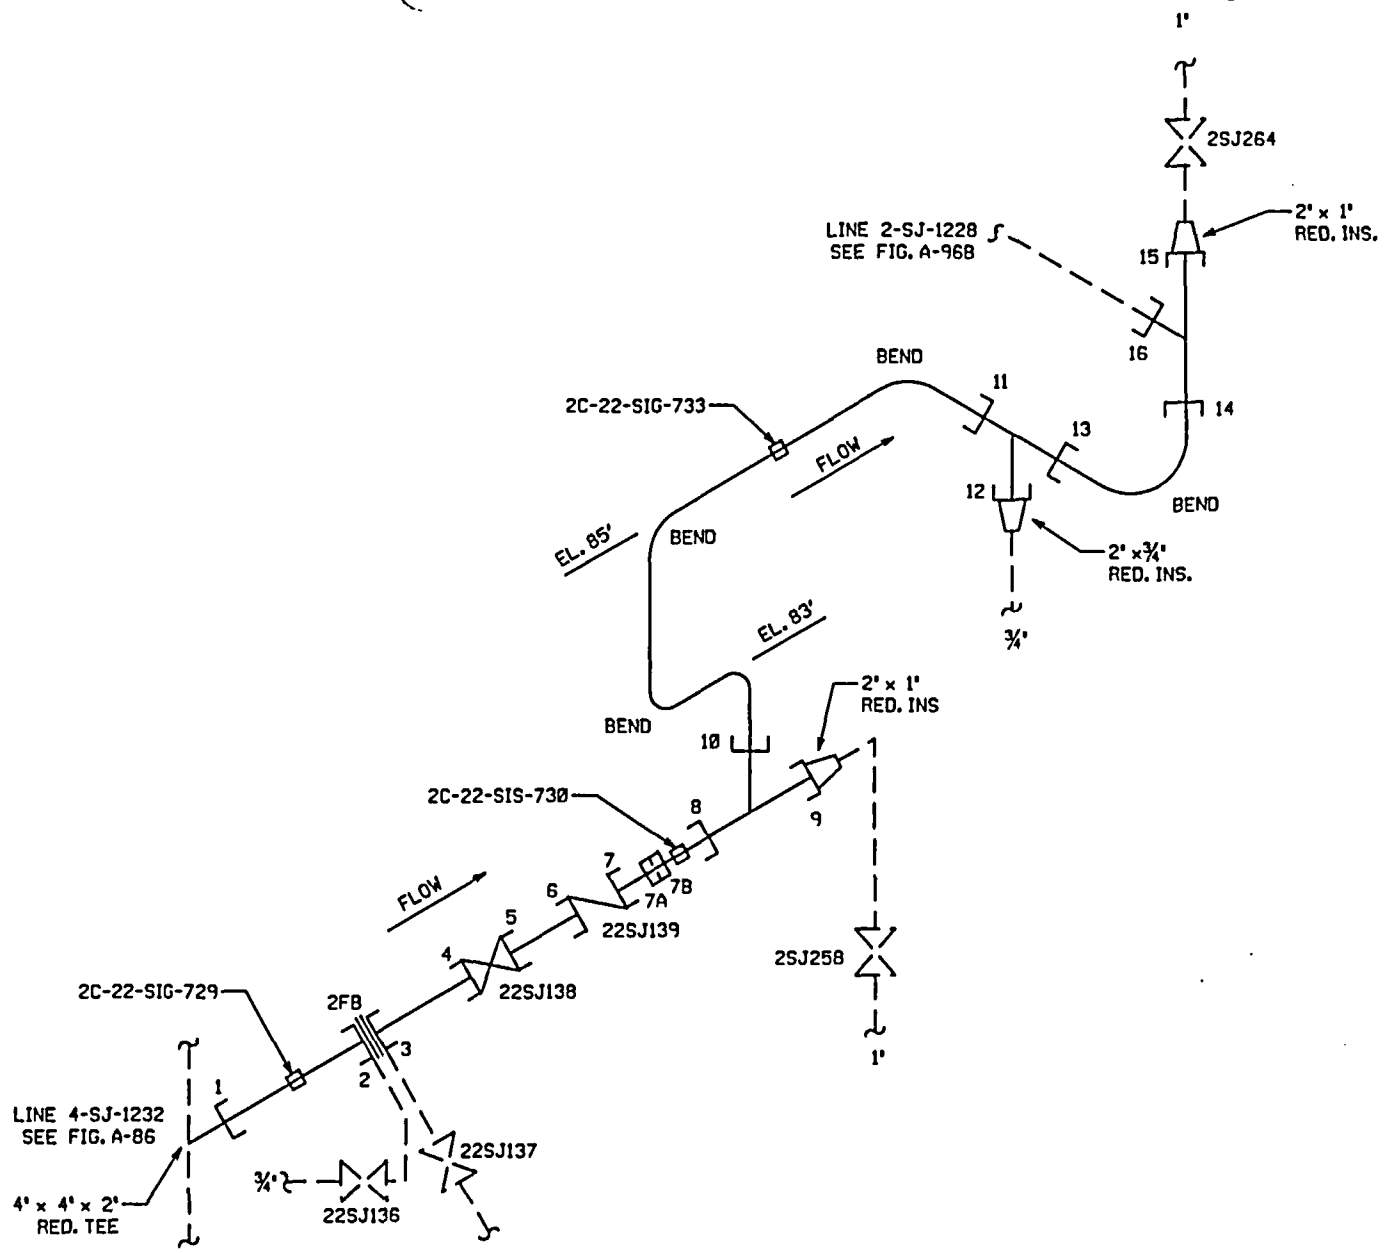 1"
2SJ264
2" x 1"
RED. INS.
LINE 2-SJ-1228
SEE FIG. A-96B
15
16
BEND
11
2C-22-SIG-733
14
13
FLOW
12
BEND
EL. 85'
BEND
2" x 3/4"
RED. INS.
EL. 83'
3/4"
2" x 1"
RED. INS
BEND
10
2C-22-SIS-730
8
9
7
7B
7A
FLOW
6
22SJ139
5
4
2SJ258
22SJ138
2C-22-SIG-729
2FB
3
2
1"
1
LINE 4-SJ-1232
SEE FIG. A-86
22SJ137
3/4"
4" x 4" x 2"
RED. TEE
22SJ136